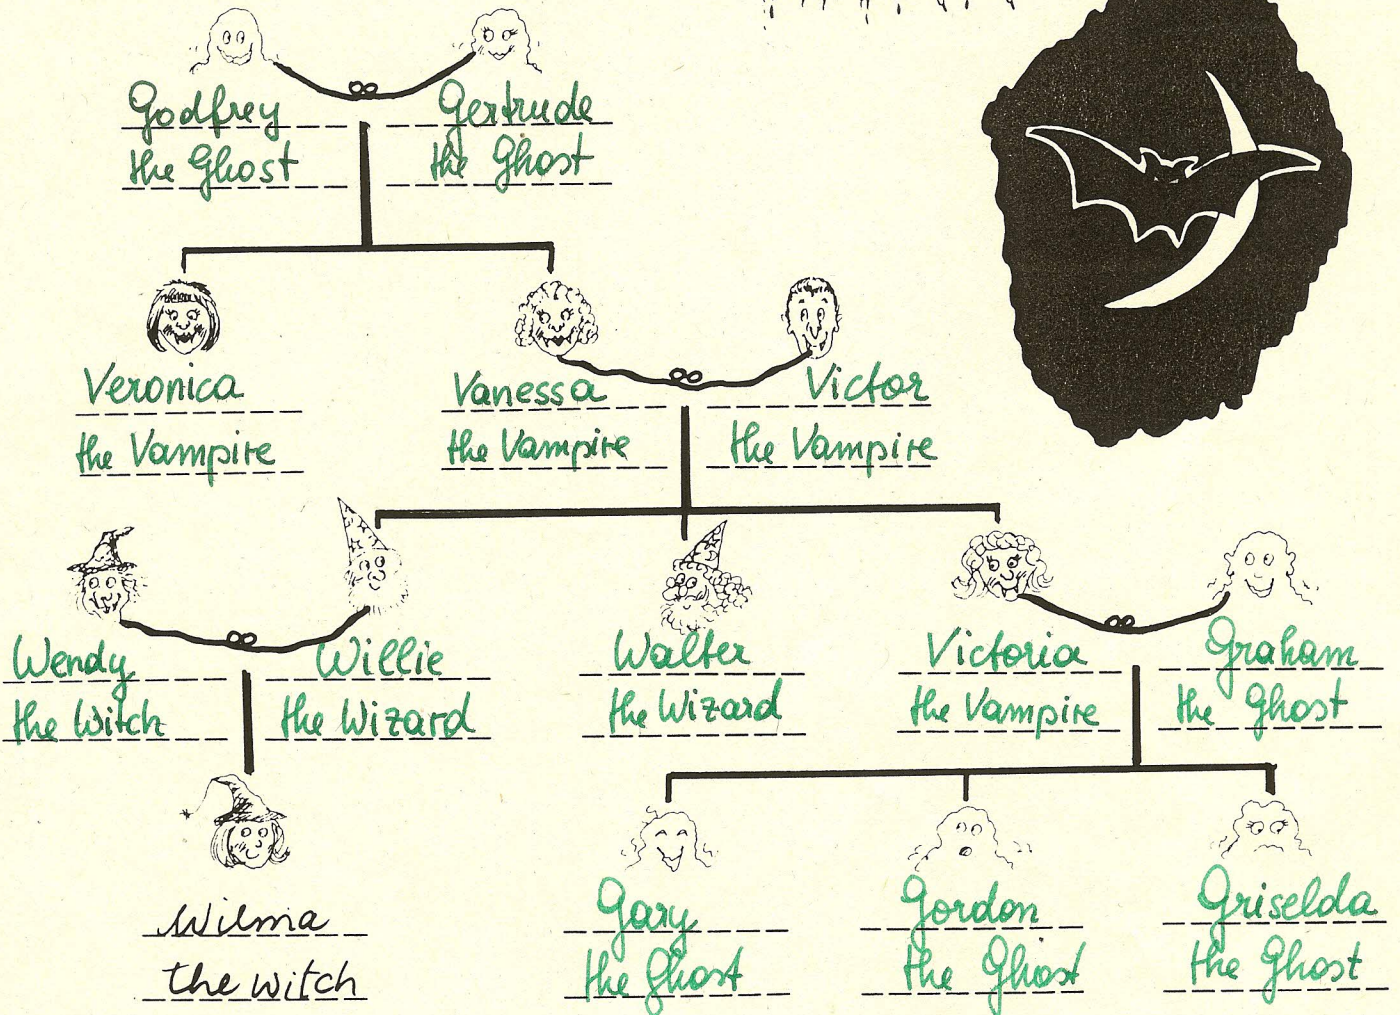 Godfrey
the Ghost
Gertrude
the Ghost
Veronica
the Vampire
Vanessa
the Vampire
Victor
the Vampire
Wendy
the Witch
Willie
the Wizard
Walter
the Wizard
Victoria
the Vampire
Graham
the Ghost
Wilma
the witch
Gary
the Ghost
Gordon
the Ghost
Griselda
the Ghost